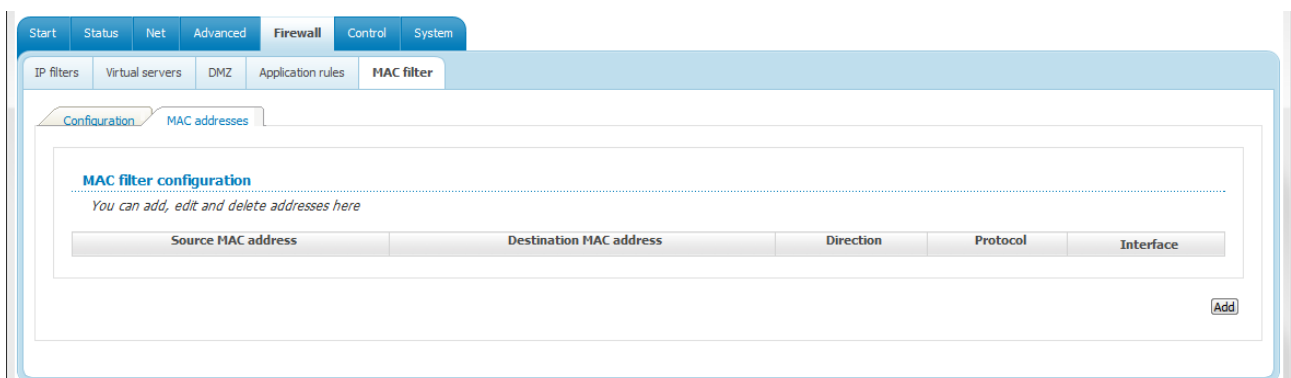 Start Status Net Advanced Firewall Control System
IP filters Virtual servers DMZ Application rules MAC filter
Configuration MAC addresses
MAC filter configuration
You can add, edit and delete addresses here
Source MAC address Destination MAC address Direction Protocol Interface
Add